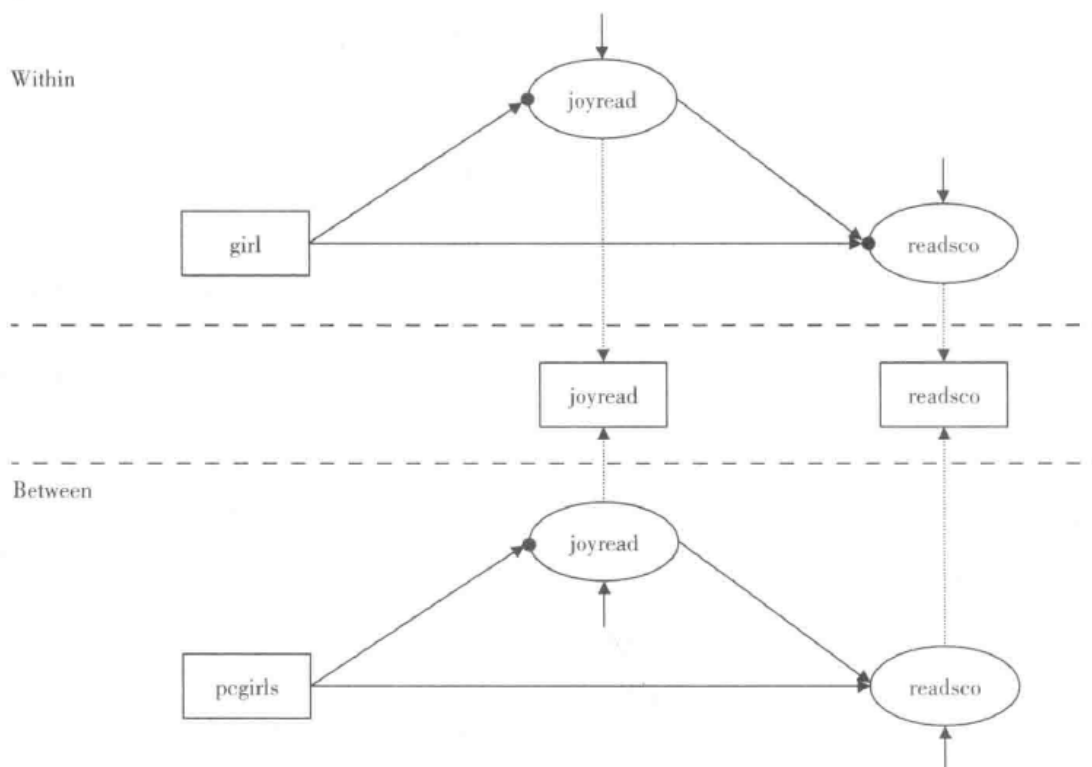 Within
joyread
girl
readsco
joyread
readsco
Between
joyread
pcgirls
readsco